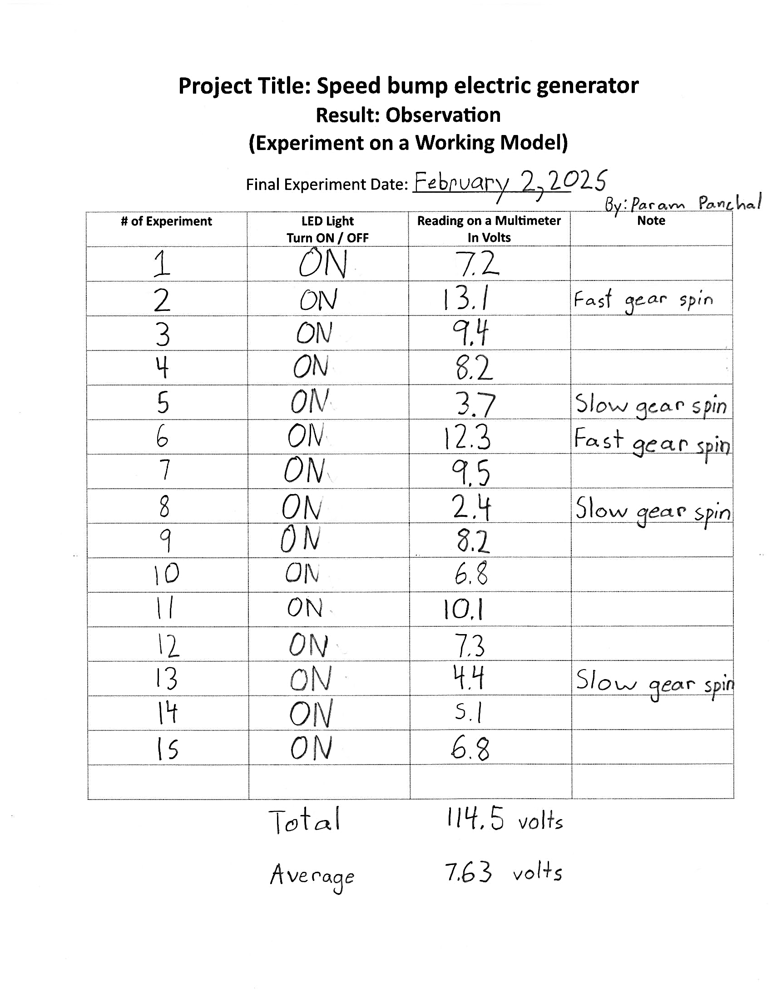 Project Title: Speed bump electric generator
Result: Observation
(Experiment on a Working Model)
Final Experiment Date: February 2, 2025
By: Param Panchal
# of Experiment LED Light Turn ON / OFF Reading on a Multimeter In Volts Note
1 ON 7.2
2 ON 13.1 Fast gear spin
3 ON 9.4
4 ON 8.2
5 ON 3.7 Slow gear spin
6 ON 12.3 Fast gear spin
7 ON 9.5
8 ON 2.4 Slow gear spin
9 ON 8.2
10 ON 6.8
11 ON 10.1
12 ON 7.3
13 ON 4.4 Slow gear spin
14 ON 5.1
15 ON 6.8
Total 114.5 volts
Average 7.63 volts